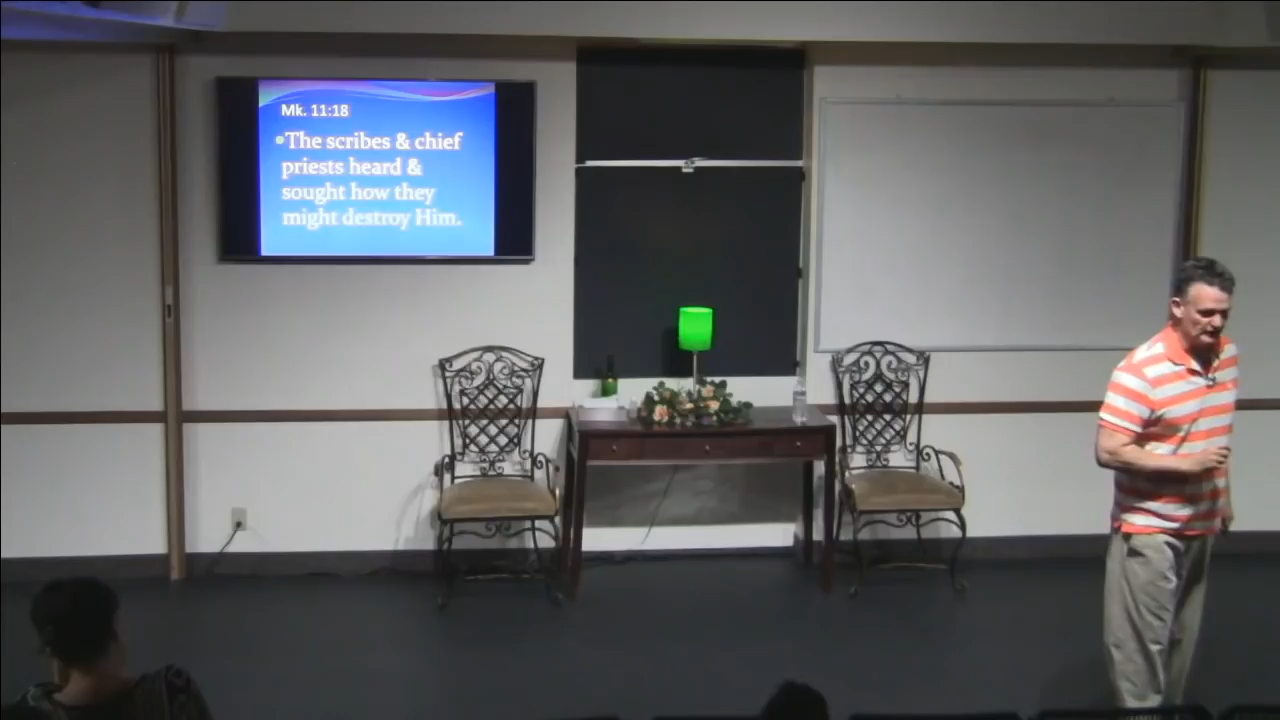 Mk. 11:18
•The scribes & chief
priests heard &
sought how they
might destroy Him.